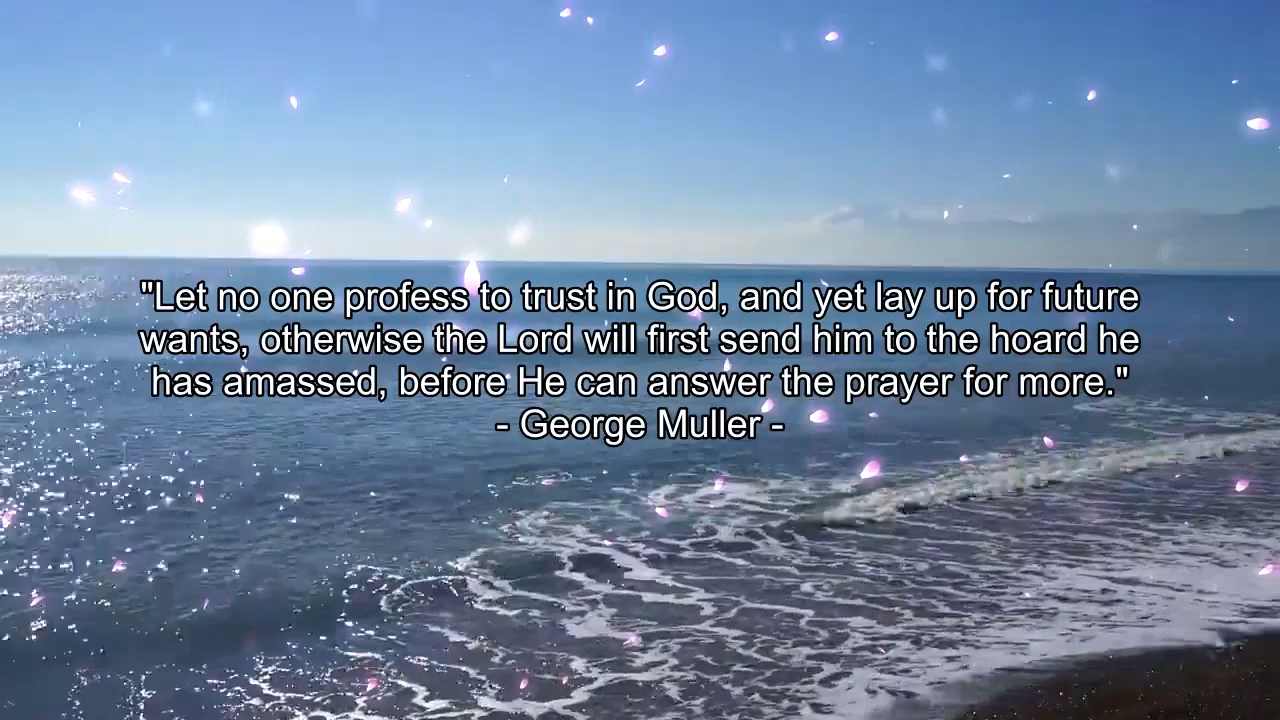 "Let no one profess to trust in God, and yet lay up for future
wants, otherwise the Lord will first send him to the hoard he
has amassed, before He can answer the prayer for more."
- George Muller -